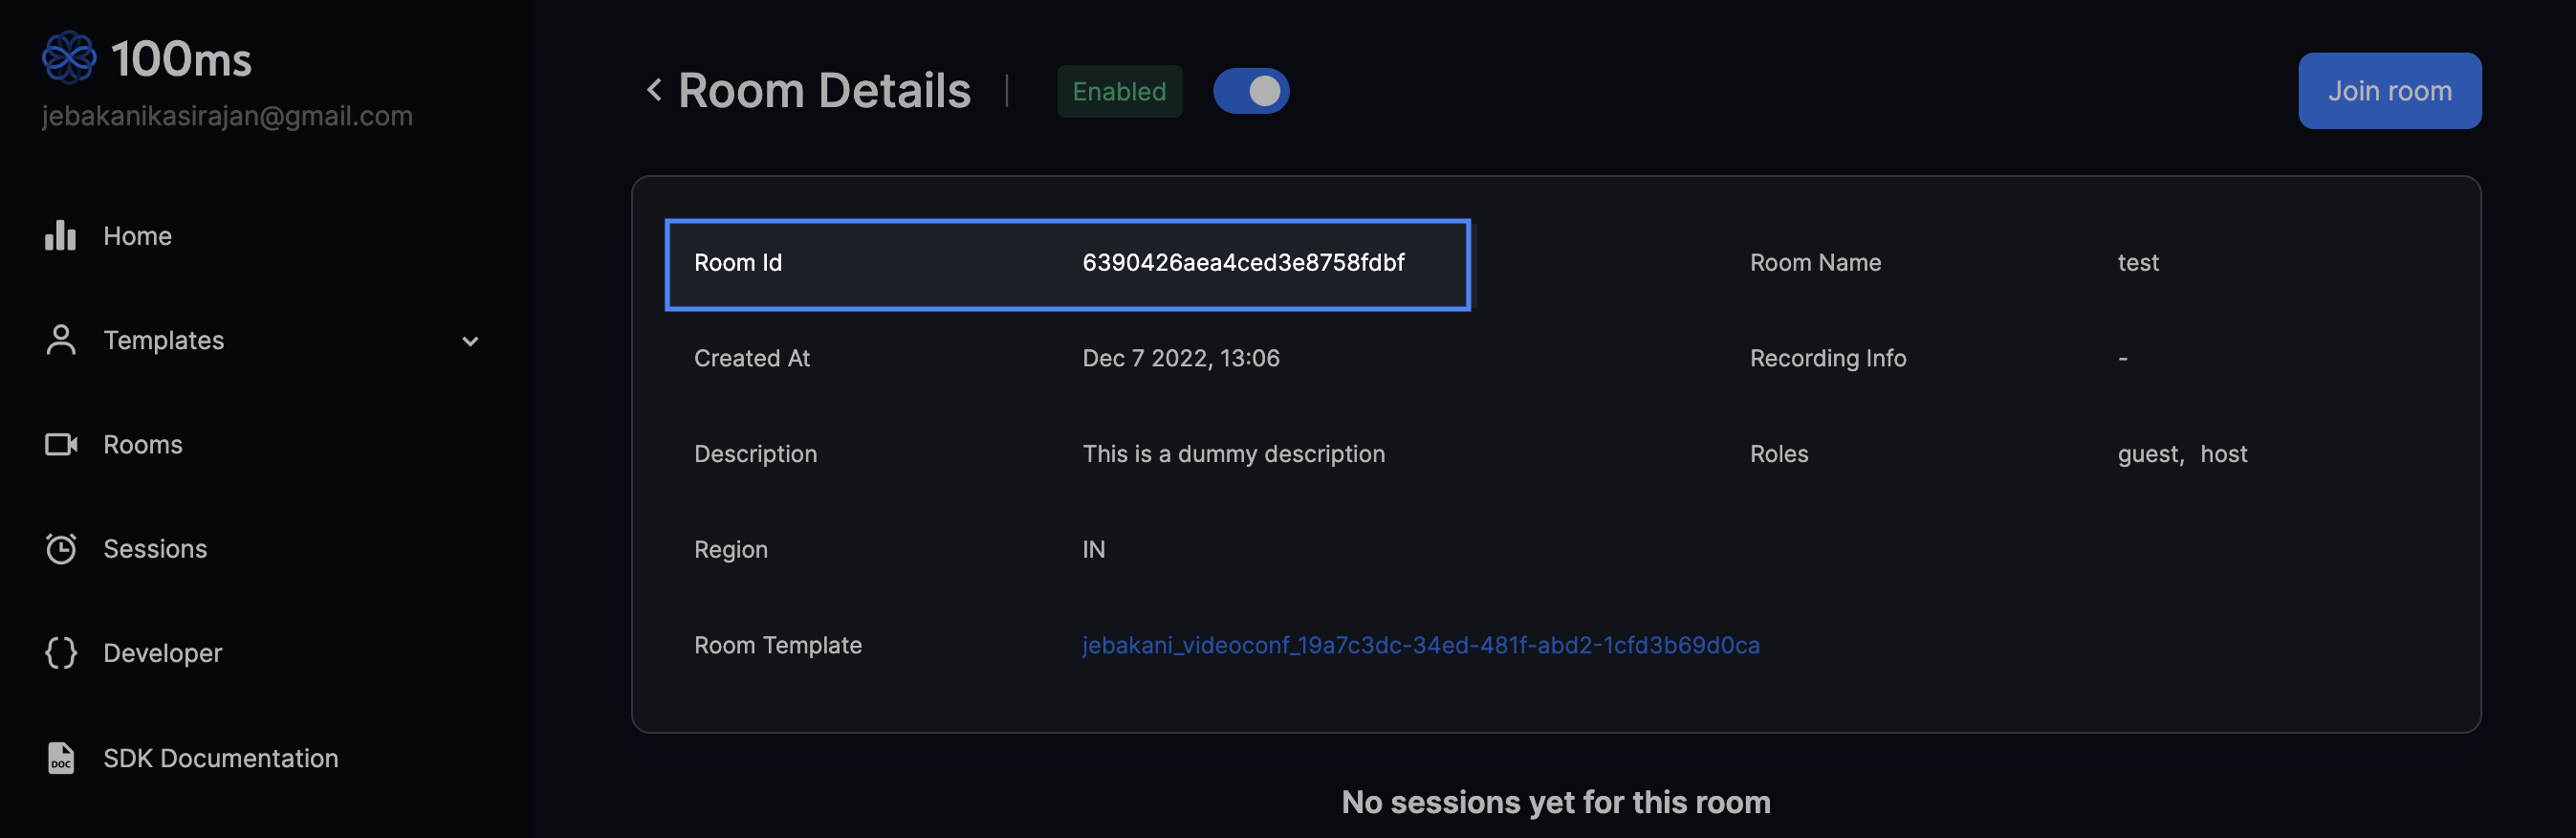 100ms
jebakanikasirajan@gmail.com
Home
Templates
Rooms
Sessions
Developer
DOC
SDK Documentation
Room Details
Enabled
Join room
Room Id 6390426aea4ced3e8758fdbf Room Name test
Created At Dec 7 2022, 13:06 Recording Info -
Description This is a dummy description Roles guest, host
Region IN
Room Template jebakani_videoconf_19a7c3dc-34ed-481f-abd2-1cfd3b69d0ca
No sessions yet for this room